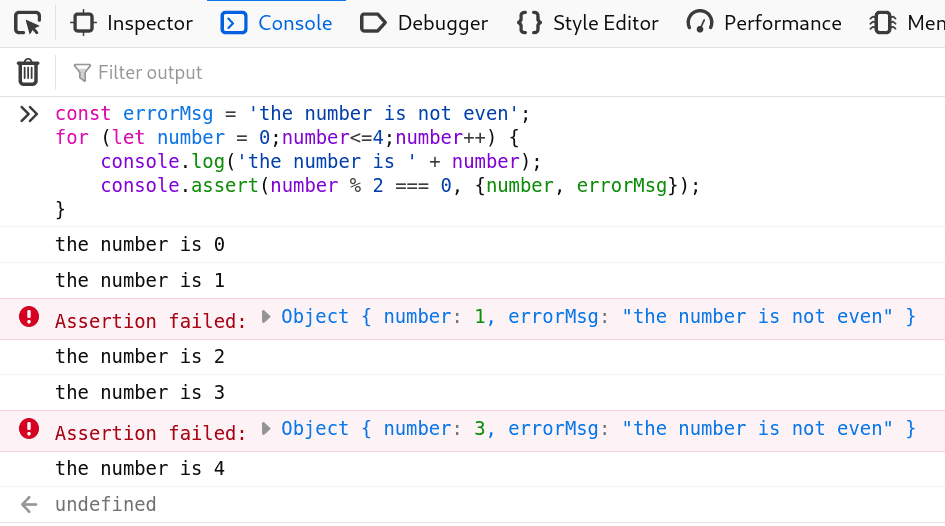 Inspector Console Debugger {} Style Editor Performance Mem
Filter output
>> const errorMsg = 'the number is not even';
for (let number = 0;number<=4;number++) {
    console.log('the number is ' + number);
    console.assert(number % 2 === 0, {number, errorMsg});
}
the number is 0
the number is 1
Assertion failed: Object { number: 1, errorMsg: "the number is not even" }
the number is 2
the number is 3
Assertion failed: Object { number: 3, errorMsg: "the number is not even" }
the number is 4
undefined